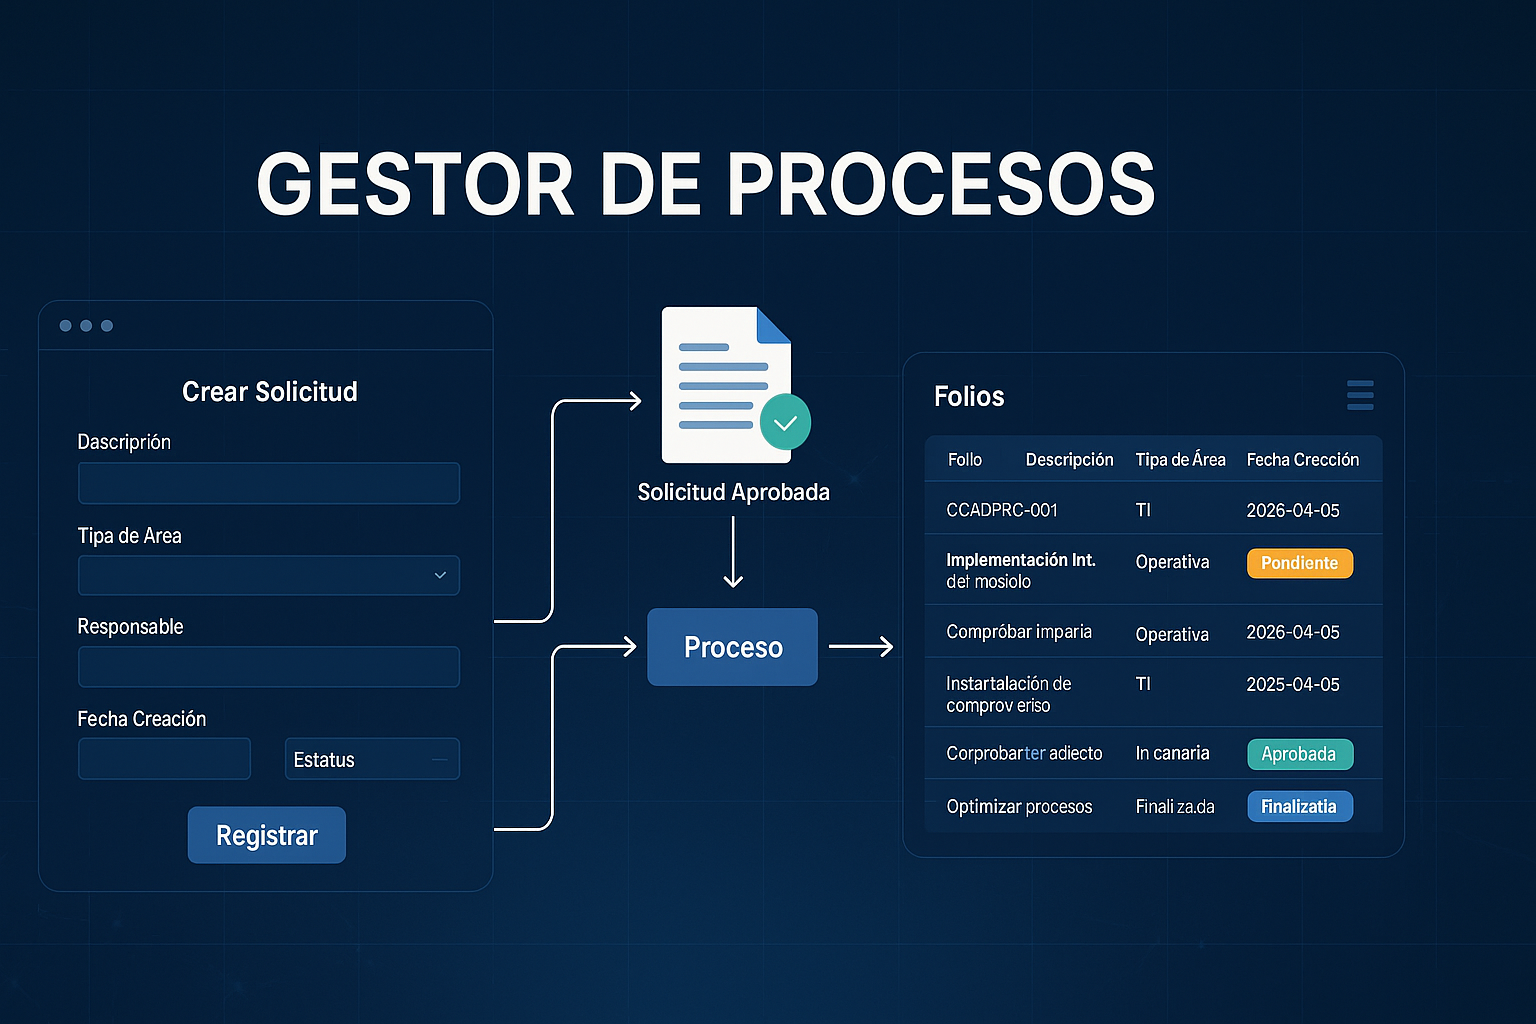 GESTOR DE PROCESOS
Crear Solicitud
Dascriprión
Tipa de Area
Responsable
Fecha Creación
Estatus
Registrar
Solicitud Aprobada
Proceso
Folios
Follo Descripción Tipa de Área Fecha Crección
CCADPRC-001 TI 2026-04-05
Implementación Int. Operativa Pondiente
def mosiolo
Compróbar imparia Operativa 2026-04-05
Instartalación de TI 2025-04-05
comprov eriso
Corprobarter adiecto In canaria Aprobada
Optimizar procesos Finali za.da Finalizatia